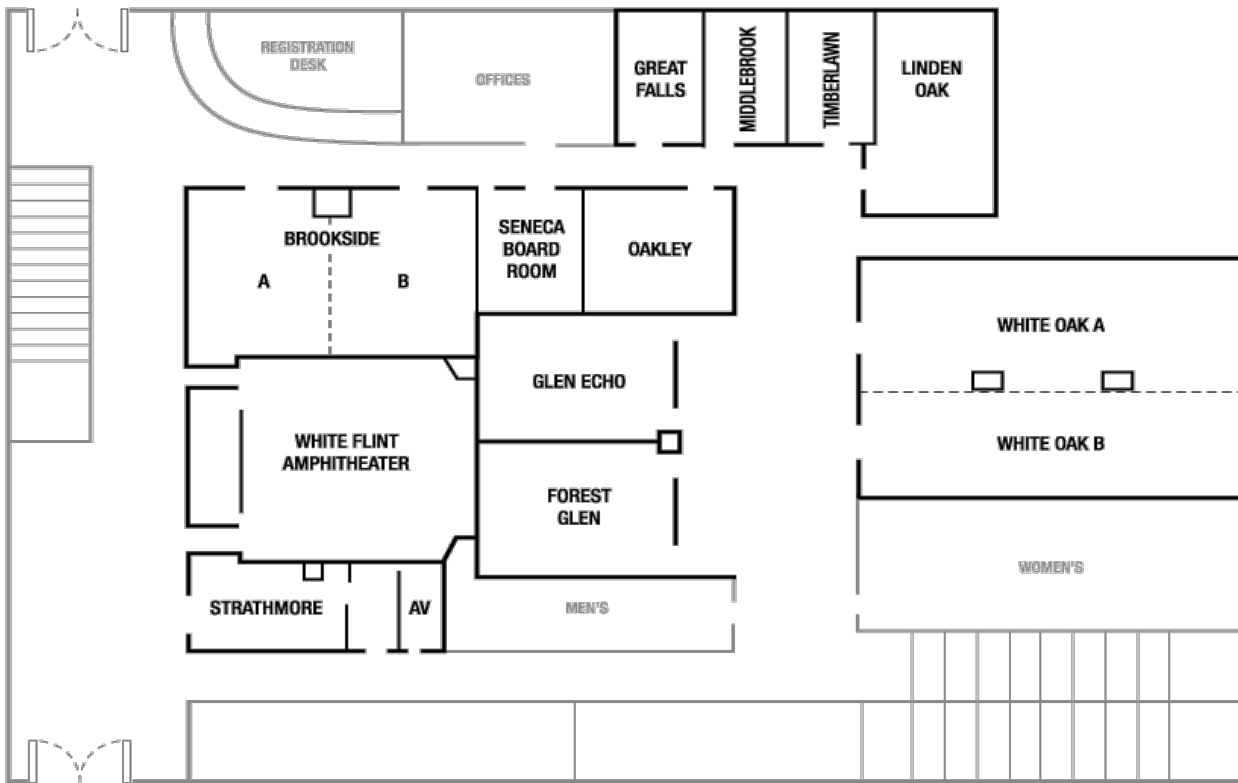 REGISTRATION
DESK
OFFICES
GREAT
FALLS
MIDDLEBROOK
TIMBERLAWN
LINDEN
OAK
BROOKSIDE
A
B
SENECA
BOARD
ROOM
OAKLEY
WHITE OAK A
GLEN ECHO
WHITE FLINT
AMPHITHEATER
WHITE OAK B
FOREST
GLEN
STRATHMORE
AV
MEN'S
WOMEN'S